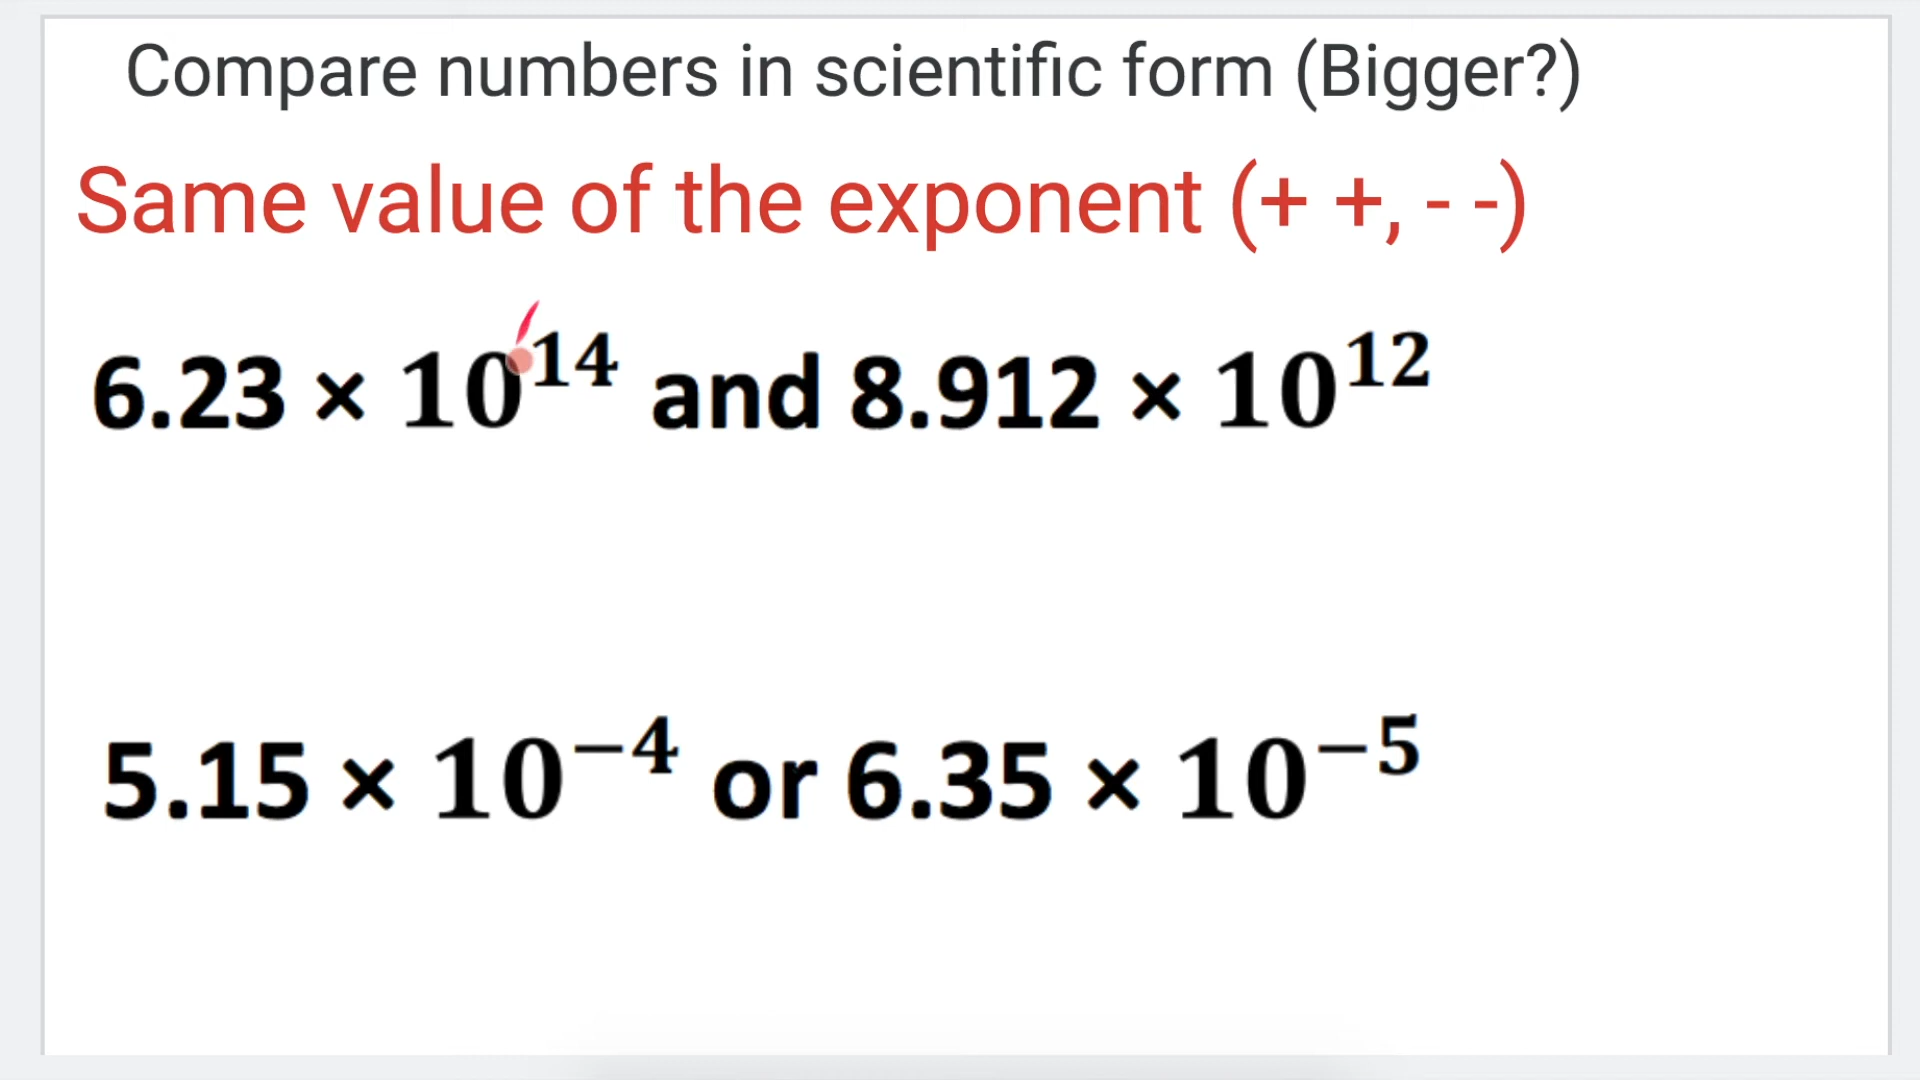 Compare numbers in scientific form (Bigger?)
Same value of the exponent (+ +, - -)
6.23 × 10¹⁴ and 8.912 × 10¹²
5.15 × 10⁻⁴ or 6.35 × 10⁻⁵